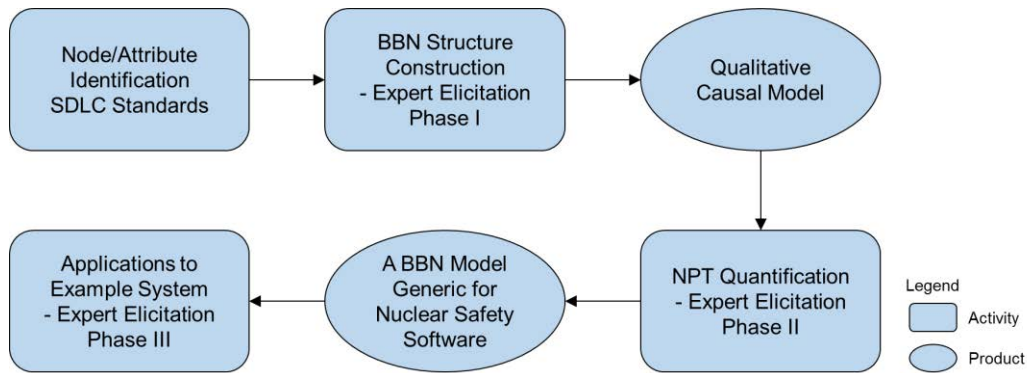 Node/Attribute
Identification
SDLC Standards
BBN Structure
Construction
- Expert Elicitation
Phase I
Qualitative
Causal Model
Applications to
Example System
- Expert Elicitation
Phase III
A BBN Model
Generic for
Nuclear Safety
Software
NPT Quantification
- Expert Elicitation
Phase II
Legend
Activity
Product